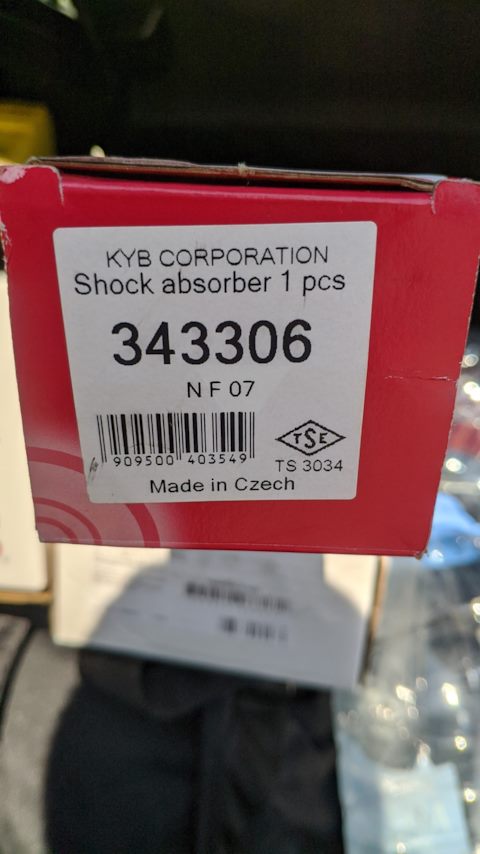 KYB CORPORATION
Shock absorber 1 pcs
343306
N F 07
TSE
909500 403549
TS 3034
Made in Czech